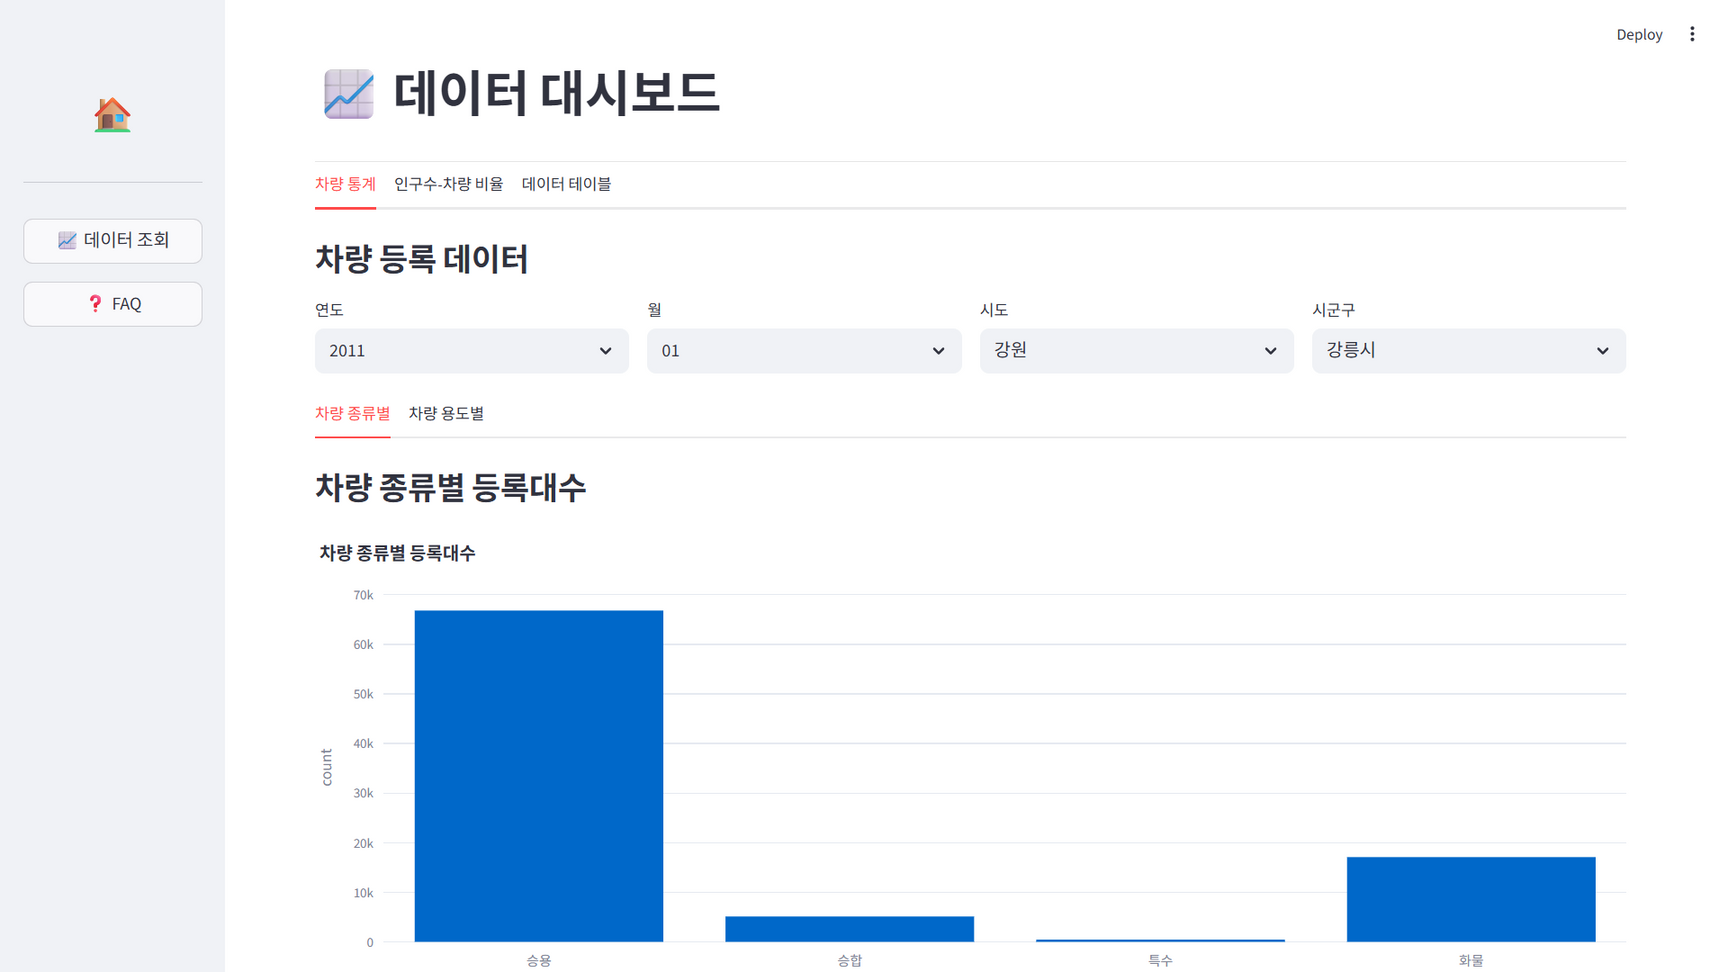 Deploy
데이터 대시보드
차량 통계 인구수-차량 비율 데이터 테이블
데이터 조회
FAQ
차량 등록 데이터
연도 월 시도 시군구
2011 01 강원 강릉시
차량 종류별 차량 용도별
차량 종류별 등록대수
차량 종류별 등록대수
70k
60k
50k
40k
30k
20k
10k
0
count
승용 승합 특수 화물